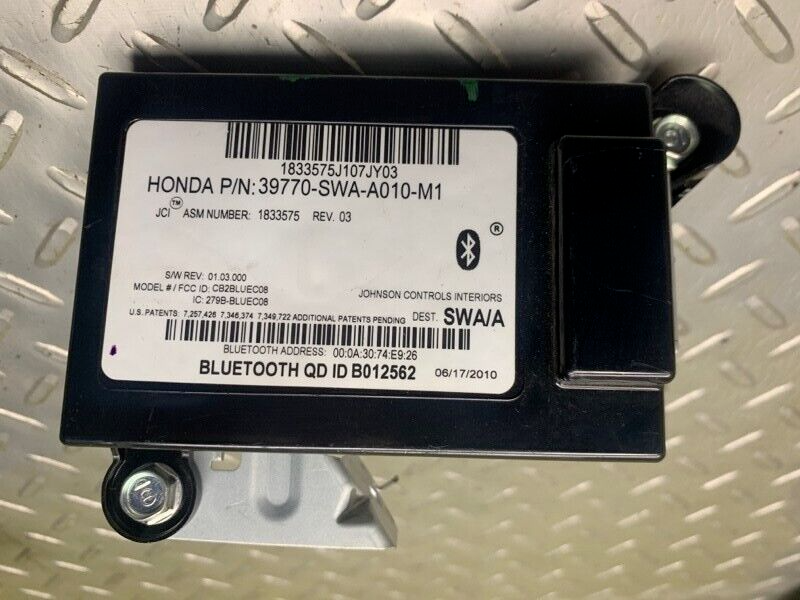 1833575J107JY03
HONDA P/N: 39770-SWA-A010-M1
JCI™ ASM NUMBER: 1833575 REV. 03
®
S/W REV: 01.03.000
MODEL # / FCC ID: CB2BLUEC08
IC: 279B-BLUEC08
JOHNSON CONTROLS INTERIORS
U.S. PATENTS: 7,257,426 7,346,374 7,349,722 ADDITIONAL PATENTS PENDING DEST. SWA/A
BLUETOOTH ADDRESS: 00:0A:30:74:E9:26
BLUETOOTH QD ID B012562 06/17/2010